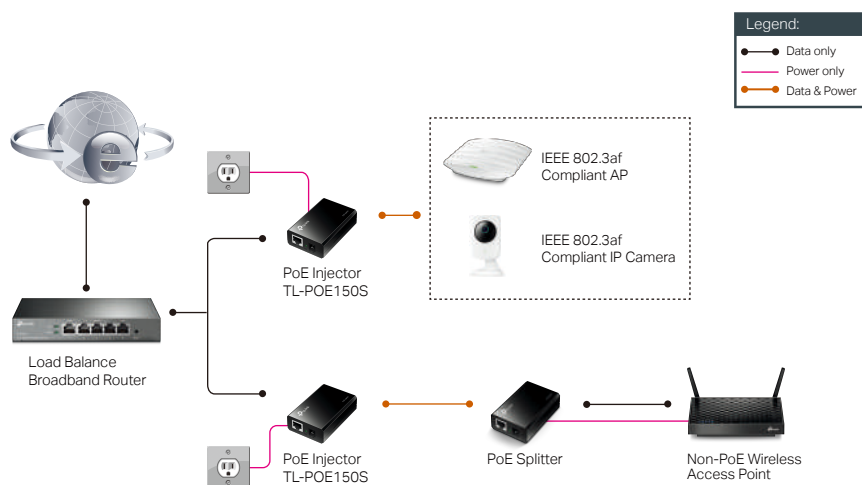 Legend:
Data only
Power only
Data & Power
IEEE 802.3af
Compliant AP
IEEE 802.3af
Compliant IP Camera
PoE Injector
TL-POE150S
Load Balance
Broadband Router
PoE Injector
TL-POE150S
PoE Splitter
Non-PoE Wireless
Access Point